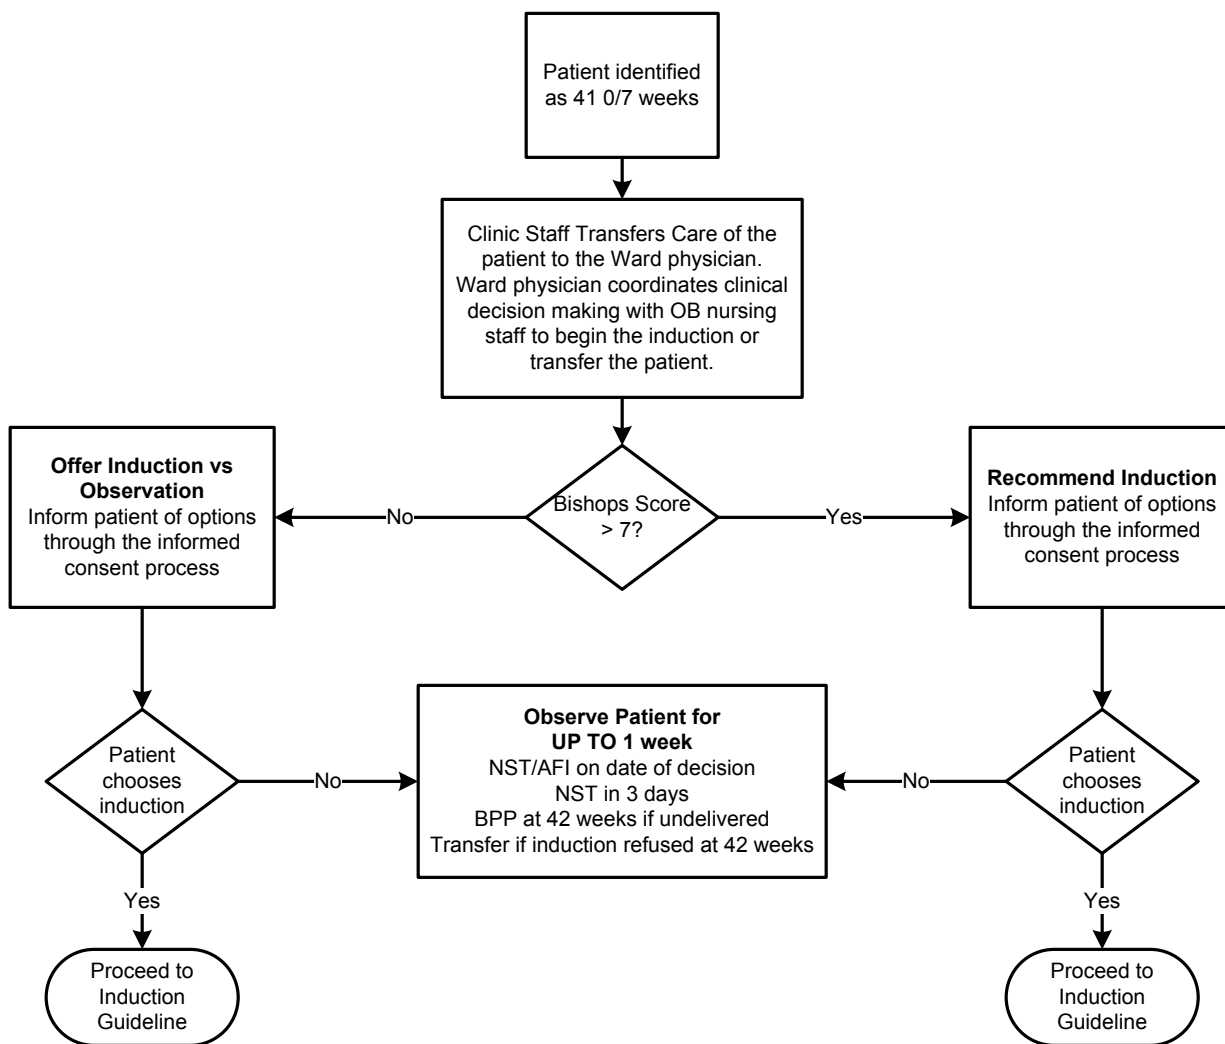 Patient identified
as 41 0/7 weeks
Clinic Staff Transfers Care of the
patient to the Ward physician.
Ward physician coordinates clinical
decision making with OB nursing
staff to begin the induction or
transfer the patient.
Offer Induction vs
Observation
Inform patient of options
through the informed
consent process
No
Bishops Score
> 7?
Yes
Recommend Induction
Inform patient of options
through the informed
consent process
Patient
chooses
induction
No
Observe Patient for
UP TO 1 week
NST/AFI on date of decision
NST in 3 days
BPP at 42 weeks if undelivered
Transfer if induction refused at 42 weeks
No
Patient
chooses
induction
Yes
Yes
Proceed to
Induction
Guideline
Proceed to
Induction
Guideline